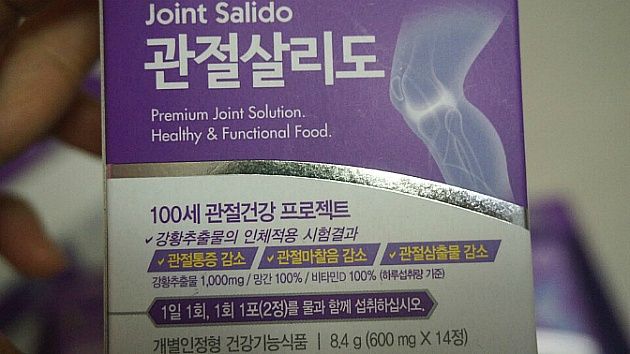 Joint Salido
관절살리도
Premium Joint Solution.
Healthy & Functional Food.
100세 관절건강 프로젝트
✓강황추출물의 인체적용 시험결과
✓관절통증 감소 ✓관절마찰음 감소 ✓관절삼출물 감소
강황추출물 1,000mg / 망간 100% / 비타민D 100% (하루섭취량 기준)
1일 1회, 1회 1포(2정)를 물과 함께 섭취하십시오.
개별인정형 건강기능식품 | 8.4 g (600 mg X 14정)